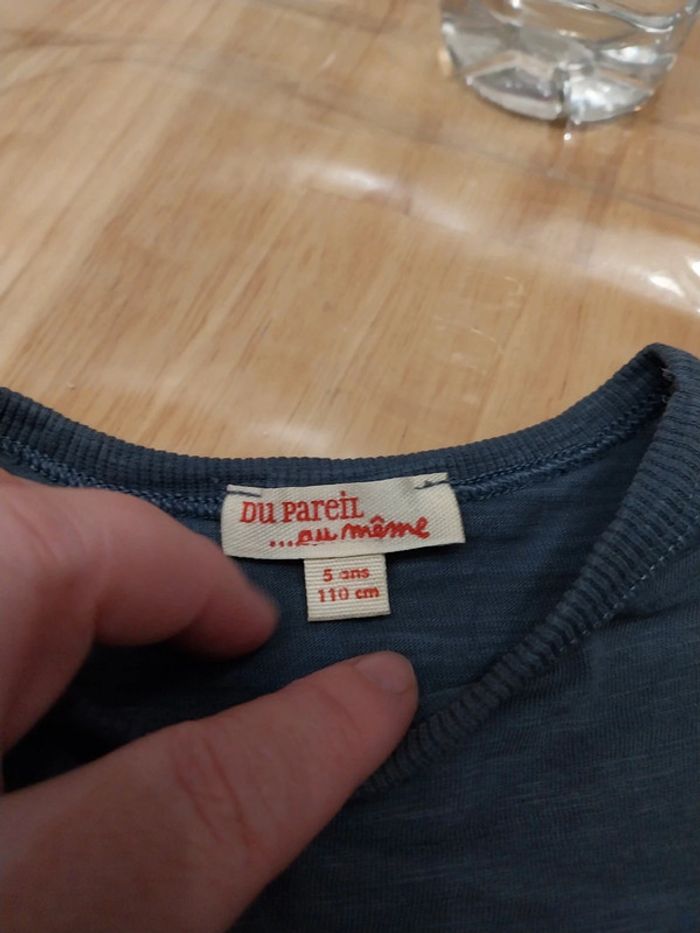 DU PAREIL
...au même
5 ans
110 cm